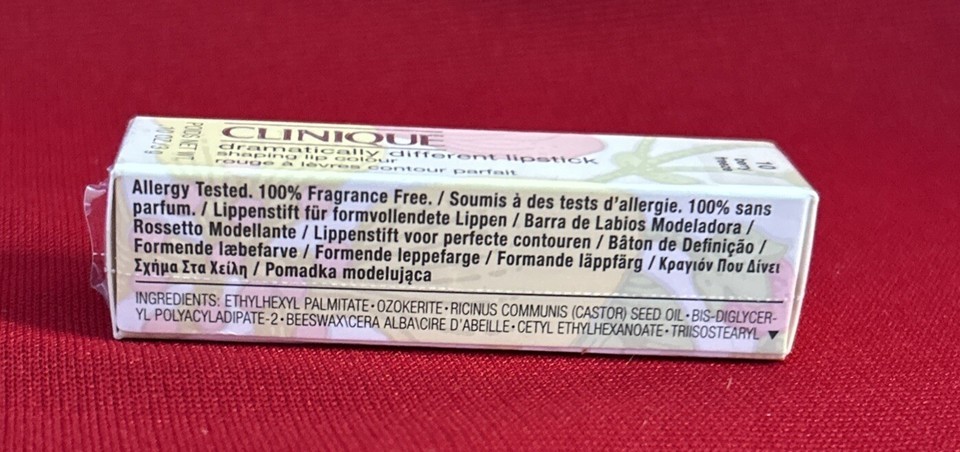 CLINIQUE
dramatically different lipstick
shaping lip colour
rouge à lèvres contour parfait
POIDS NET WT
10
Allergy Tested. 100% Fragrance Free. / Soumis à des tests d'allergie. 100% sans
parfum. / Lippenstift für formvollendete Lippen / Barra de Labios Modeladora /
Rossetto Modellante / Lippenstift voor perfecte contouren / Bâton de Definição /
Formende læbefarve / Formende leppefarge / Formande läppfärg / Κραγιόν Που Δίνει
Σχήμα Στα Χείλη / Pomadka modelująca
INGREDIENTS: ETHYLHEXYL PALMITATE • OZOKERITE • RICINUS COMMUNIS (CASTOR) SEED OIL • BIS-DIGLYCER-
YL POLYACYLADIPATE-2 • BEESWAX\CERA ALBA\CIRE D'ABEILLE • CETYL ETHYLHEXANOATE • TRIISOSTEARYL ▼